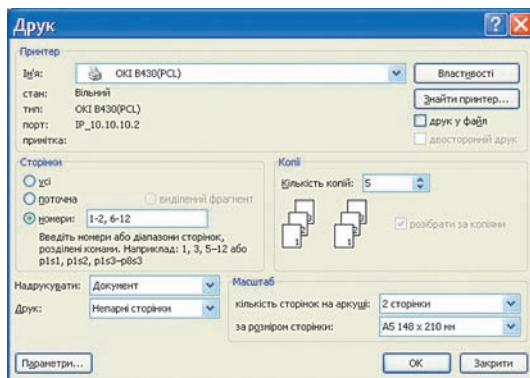 Друк
Принтер
Ім'я: OKI B430(PCL) Властивості
стан: Вільний
тип: OKI B430(PCL) Знайти принтер...
порт: IP_10.10.10.2 друк у файл
примітка: двосторонній друк
Сторінки
усі
поточна виділений фрагмент
номери: 1-2, 6-12
Введіть номери або діапазони сторінок,
розділені комами. Наприклад: 1, 3, 5–12 або
p1s1, p1s2, p1s3–p8s3
Копії
Кількість копій: 5
розібрати за копіями
Надрукувати: Документ
Друк: Непарні сторінки
Масштаб
кількість сторінок на аркуші: 2 сторінки
за розміром сторінки: A5 148 x 210 мм
Параметри... OK Закрити